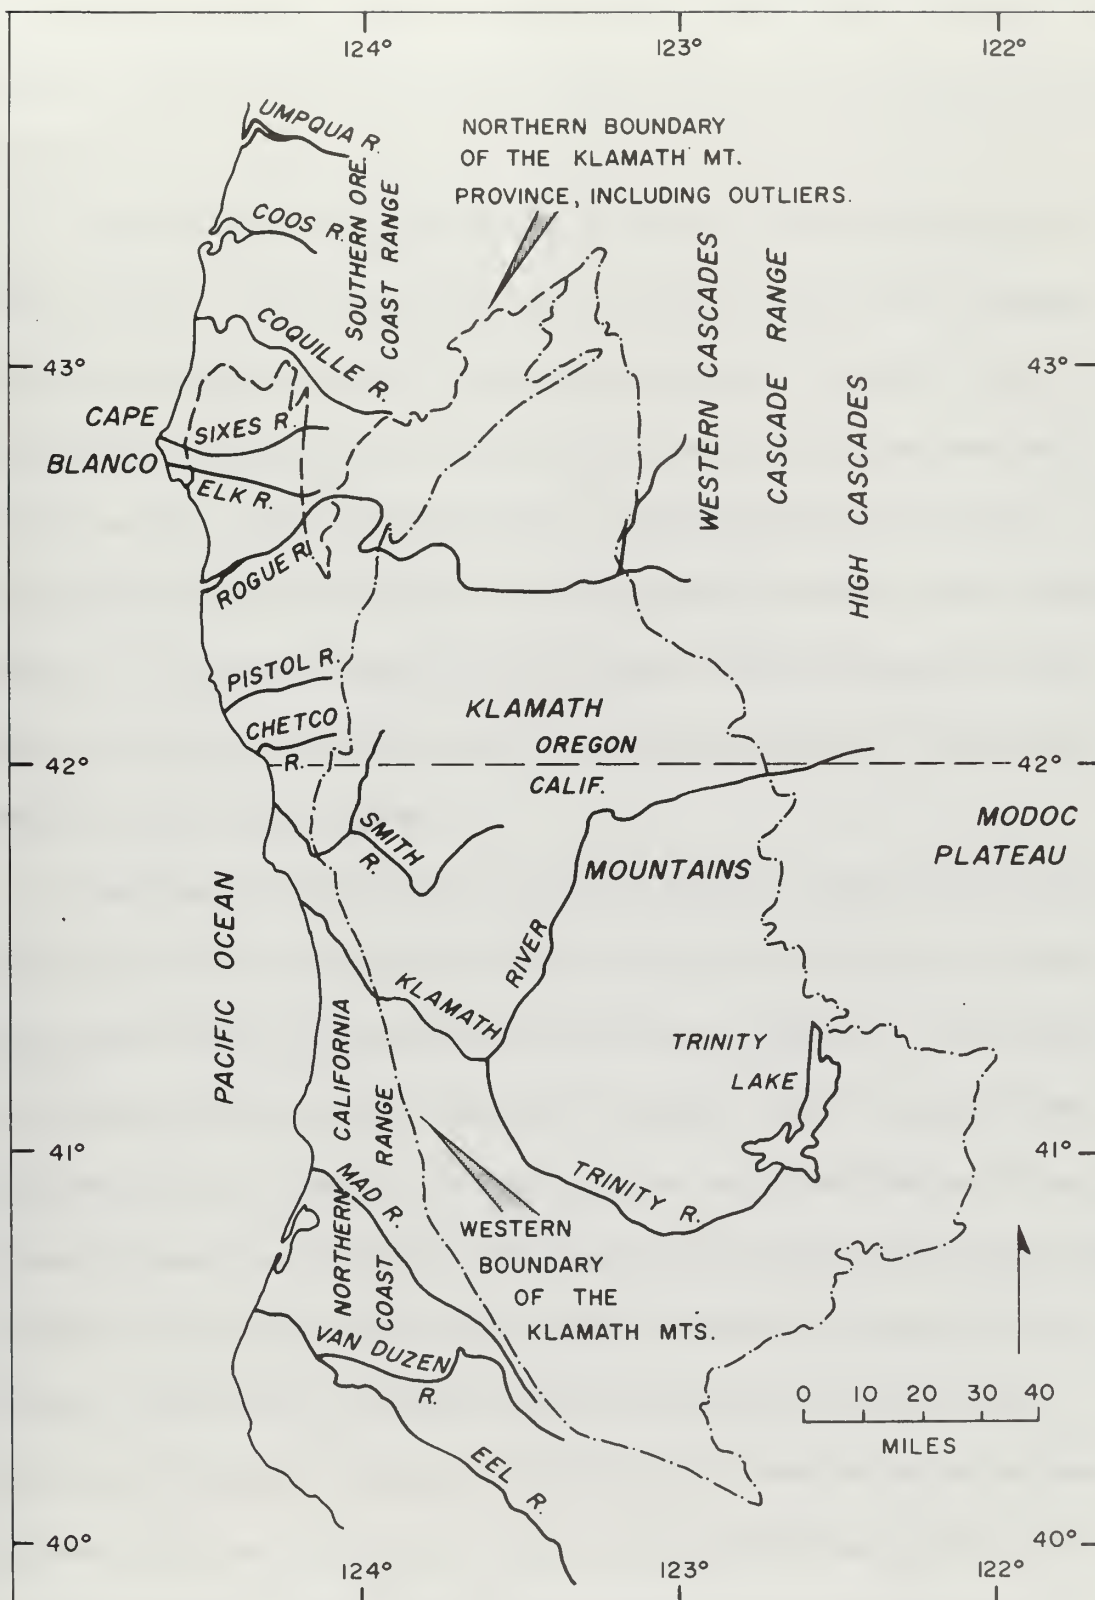 124°
123°
122°
UMPQUA R.
NORTHERN BOUNDARY
OF THE KLAMATH MT.
PROVINCE, INCLUDING OUTLIERS.
COOS R.
SOUTHERN ORE.
COAST RANGE
WESTERN CASCADES
CASCADE RANGE
HIGH CASCADES
COQUILLE R.
43°
43°
CAPE
BLANCO
SIXES R.
ELK R.
ROGUE R.
PISTOL R.
CHETCO
R.
KLAMATH
OREGON
42°
42°
CALIF.
MODOC
PLATEAU
SMITH
R.
MOUNTAINS
PACIFIC OCEAN
RIVER
KLAMATH
TRINITY
LAKE
NORTHERN CALIFORNIA
COAST RANGE
41°
41°
MAD R.
TRINITY R.
WESTERN
BOUNDARY
OF THE
KLAMATH MTS.
VAN DUZEN
R.
EEL R.
0 10 20 30 40
MILES
40°
40°
124°
123°
122°